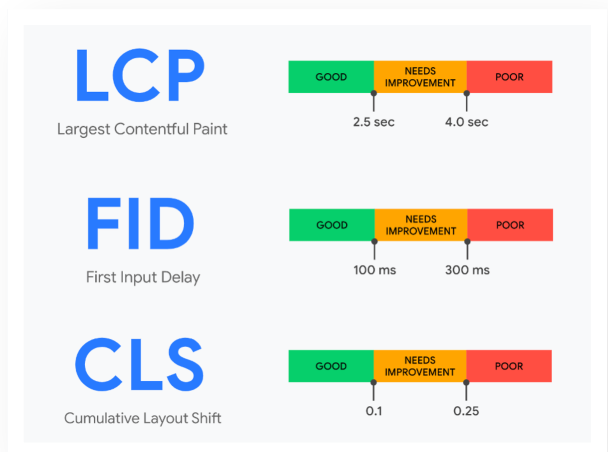 LCP
Largest Contentful Paint
GOOD
NEEDS
IMPROVEMENT
POOR
2.5 sec
4.0 sec
FID
First Input Delay
GOOD
NEEDS
IMPROVEMENT
POOR
100 ms
300 ms
CLS
Cumulative Layout Shift
GOOD
NEEDS
IMPROVEMENT
POOR
0.1
0.25